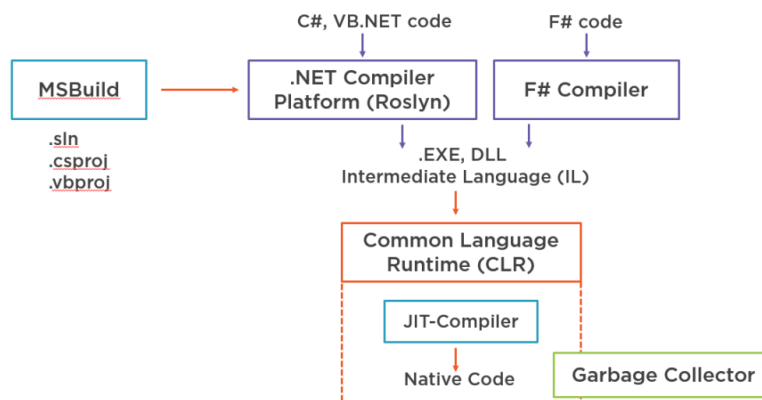 C#, VB.NET code
F# code
MSBuild
.NET Compiler
Platform (Roslyn)
F# Compiler
.sln
.csproj
.vbproj
.EXE, DLL
Intermediate Language (IL)
Common Language
Runtime (CLR)
JIT-Compiler
Native Code
Garbage Collector